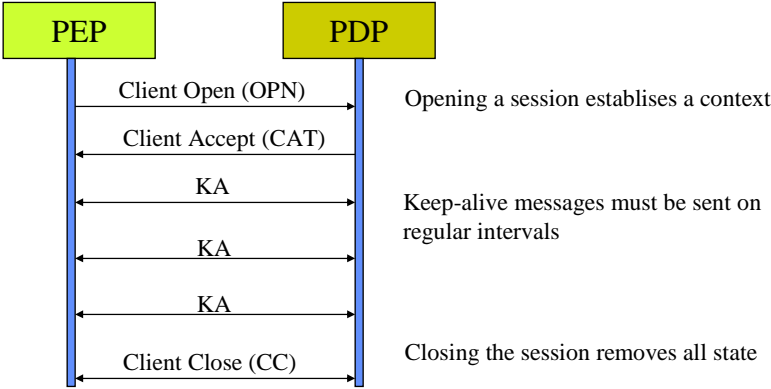 PEP
PDP
Client Open (OPN)
Opening a session establises a context
Client Accept (CAT)
KA
Keep-alive messages must be sent on
regular intervals
KA
KA
Client Close (CC)
Closing the session removes all state